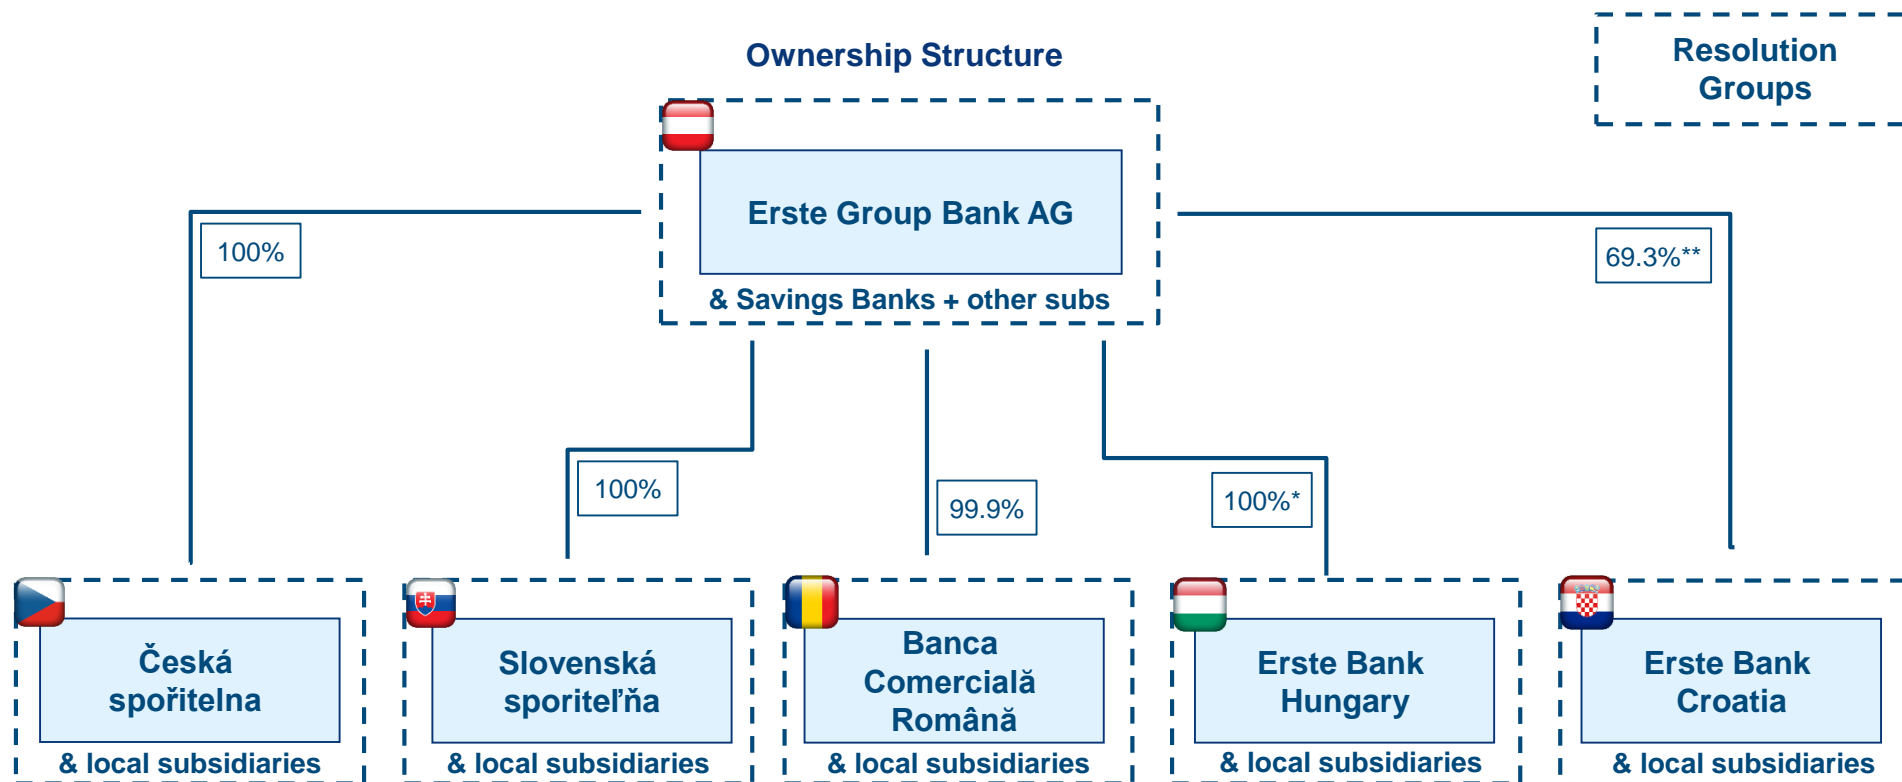 Ownership Structure
Resolution
Groups
Erste Group Bank AG
& Savings Banks + other subs
100%
69.3%**
100%
99.9%
100%*
Česká
spořitelna
& local subsidiaries
Slovenská
sporiteľňa
& local subsidiaries
Banca
Comercială
Română
& local subsidiaries
Erste Bank
Hungary
& local subsidiaries
Erste Bank
Croatia
& local subsidiaries